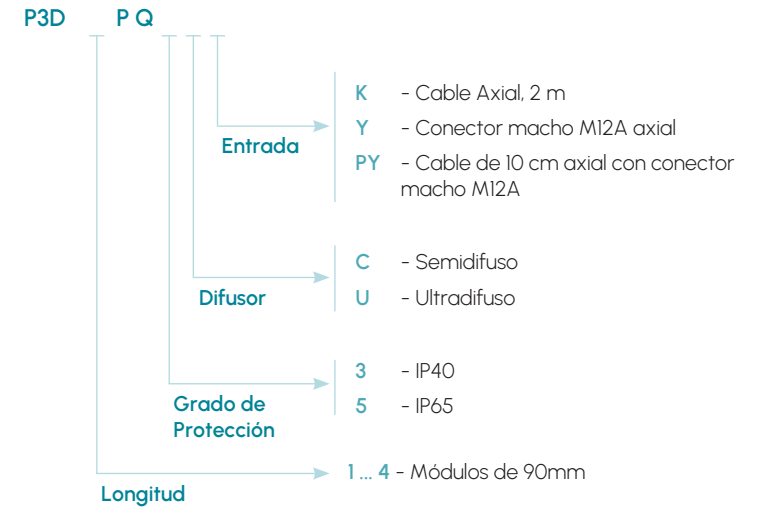 P3D P Q
K - Cable Axial, 2 m
Y - Conector macho M12A axial
Entrada
PY - Cable de 10 cm axial con conector
macho M12A
C - Semidifuso
Difusor
U - Ultradifuso
3 - IP40
Grado de
Protección
5 - IP65
1 ... 4 - Módulos de 90mm
Longitud